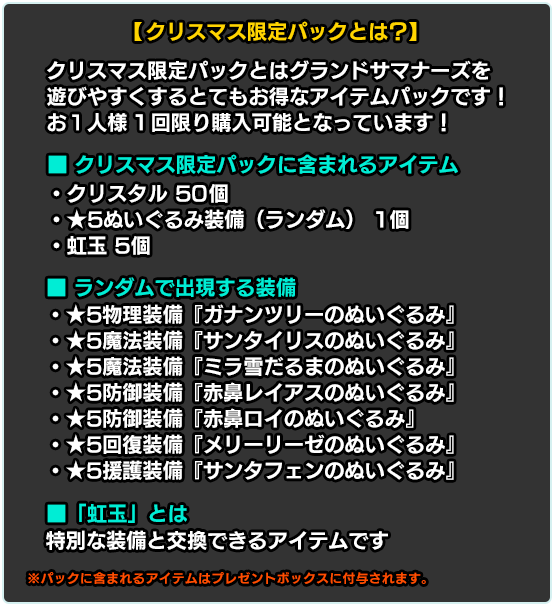 【クリスマス限定パックとは?】
クリスマス限定パックとはグランドサマナーズを
遊びやすくするとてもお得なアイテムパックです！
お１人様１回限り購入可能となっています！
■ クリスマス限定パックに含まれるアイテム
・クリスタル 50個
・★5ぬいぐるみ装備（ランダム） 1個
・虹玉 5個
■ ランダムで出現する装備
・★5物理装備『ガナンツリーのぬいぐるみ』
・★5魔法装備『サンタイリスのぬいぐるみ』
・★5魔法装備『ミラ雪だるまのぬいぐるみ』
・★5防御装備『赤鼻レイアスのぬいぐるみ』
・★5防御装備『赤鼻ロイのぬいぐるみ』
・★5回復装備『メリーリーゼのぬいぐるみ』
・★5援護装備『サンタフェンのぬいぐるみ』
■「虹玉」とは
特別な装備と交換できるアイテムです
※パックに含まれるアイテムはプレゼントボックスに付与されます。